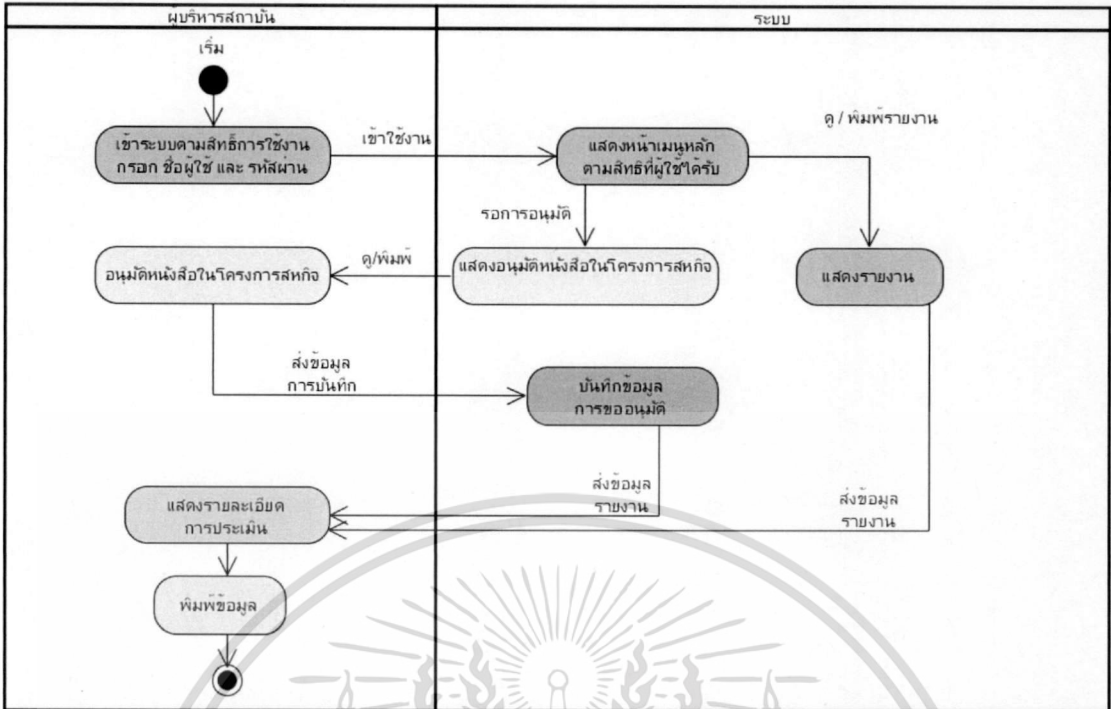 ผู้บริหารสถาบัน
ระบบ
เริ่ม
เข้าระบบตามสิทธิ์การใช้งาน
กรอก ชื่อผู้ใช้ และ รหัสผ่าน
เข้าใช้งาน
แสดงหน้าเมนูหลัก
ตามสิทธิที่ผู้ใช้ได้รับ
ดู / พิมพ์รายงาน
รอการอนุมัติ
อนุมัติหนังสือในโครงการสหกิจ
ดู/พิมพ์
แสดงอนุมัติหนังสือในโครงการสหกิจ
แสดงรายงาน
ส่งข้อมูล
การบันทึก
บันทึกข้อมูล
การขออนุมัติ
ส่งข้อมูล
รายงาน
ส่งข้อมูล
รายงาน
แสดงรายละเอียด
การประเมิน
พิมพ์ข้อมูล